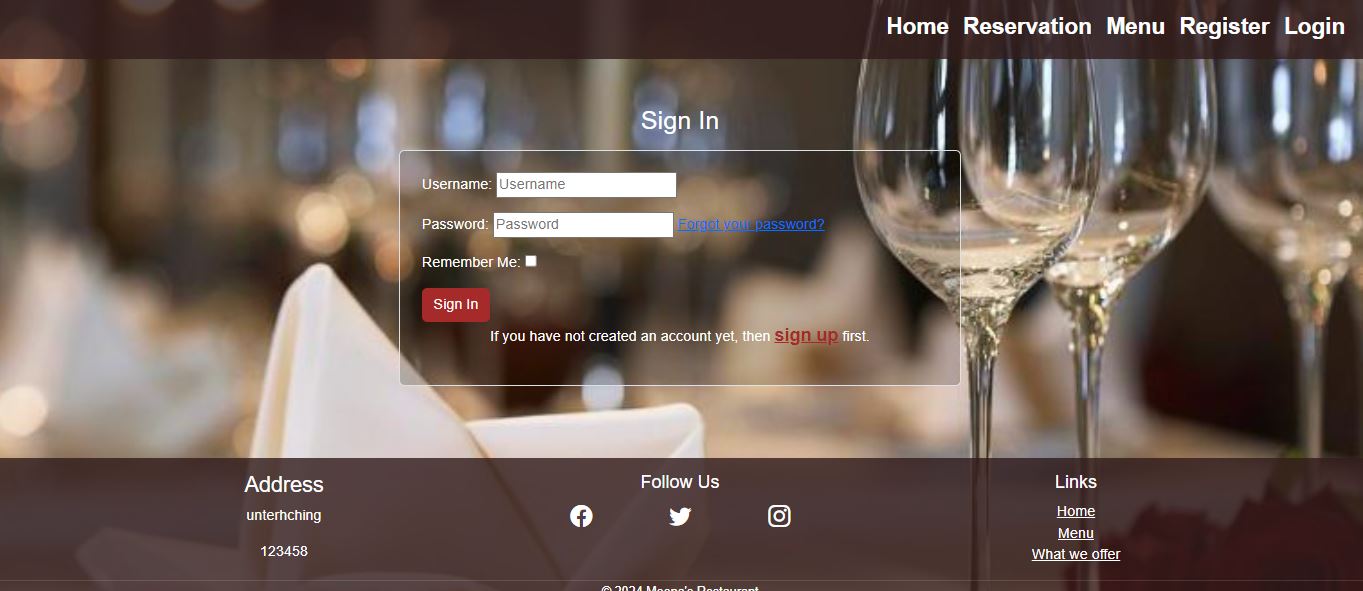 Home Reservation Menu Register Login
Sign In
Username: Username
Password: Password Forgot your password?
Remember Me:
Sign In
If you have not created an account yet, then sign up first.
Address
unterhching
123458
Follow Us
Links
Home
Menu
What we offer
© 2024 Restaurant